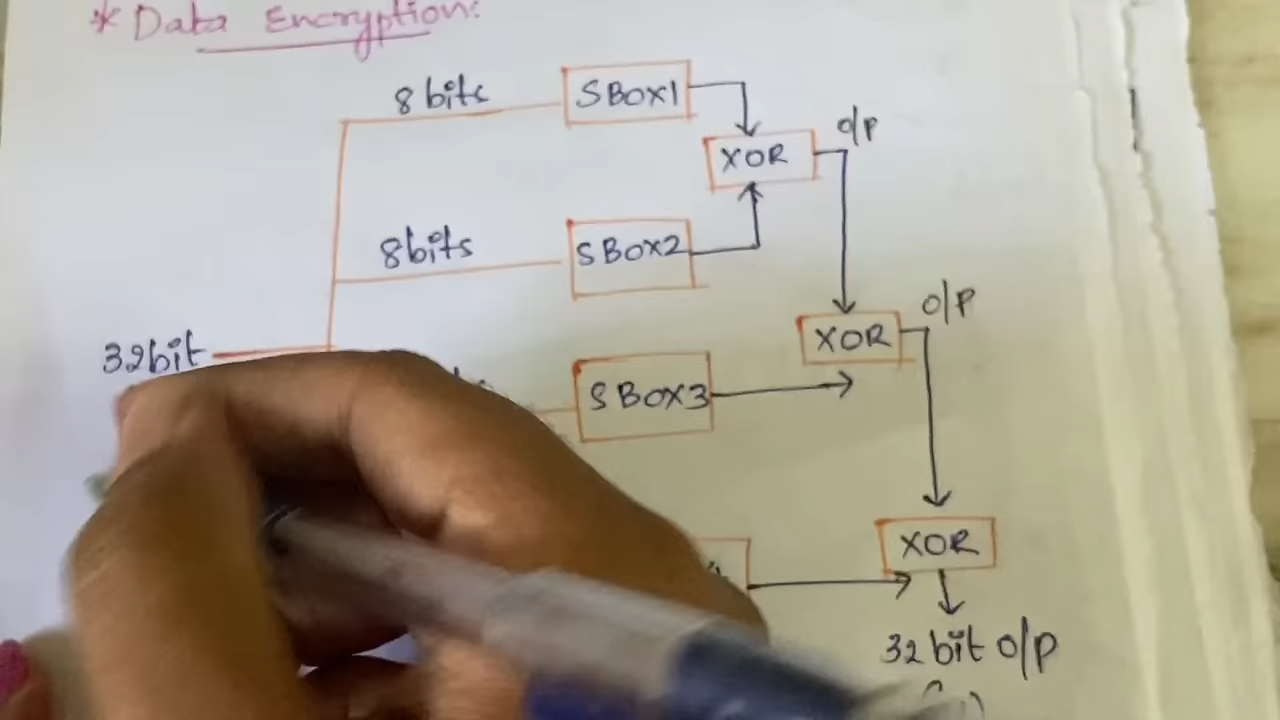 * Data Encryption:
8 bits
SBOX1
XOR
O/P
8bits
SBOX2
32bit
XOR
O/P
SBOX3
XOR
32 bit O/P